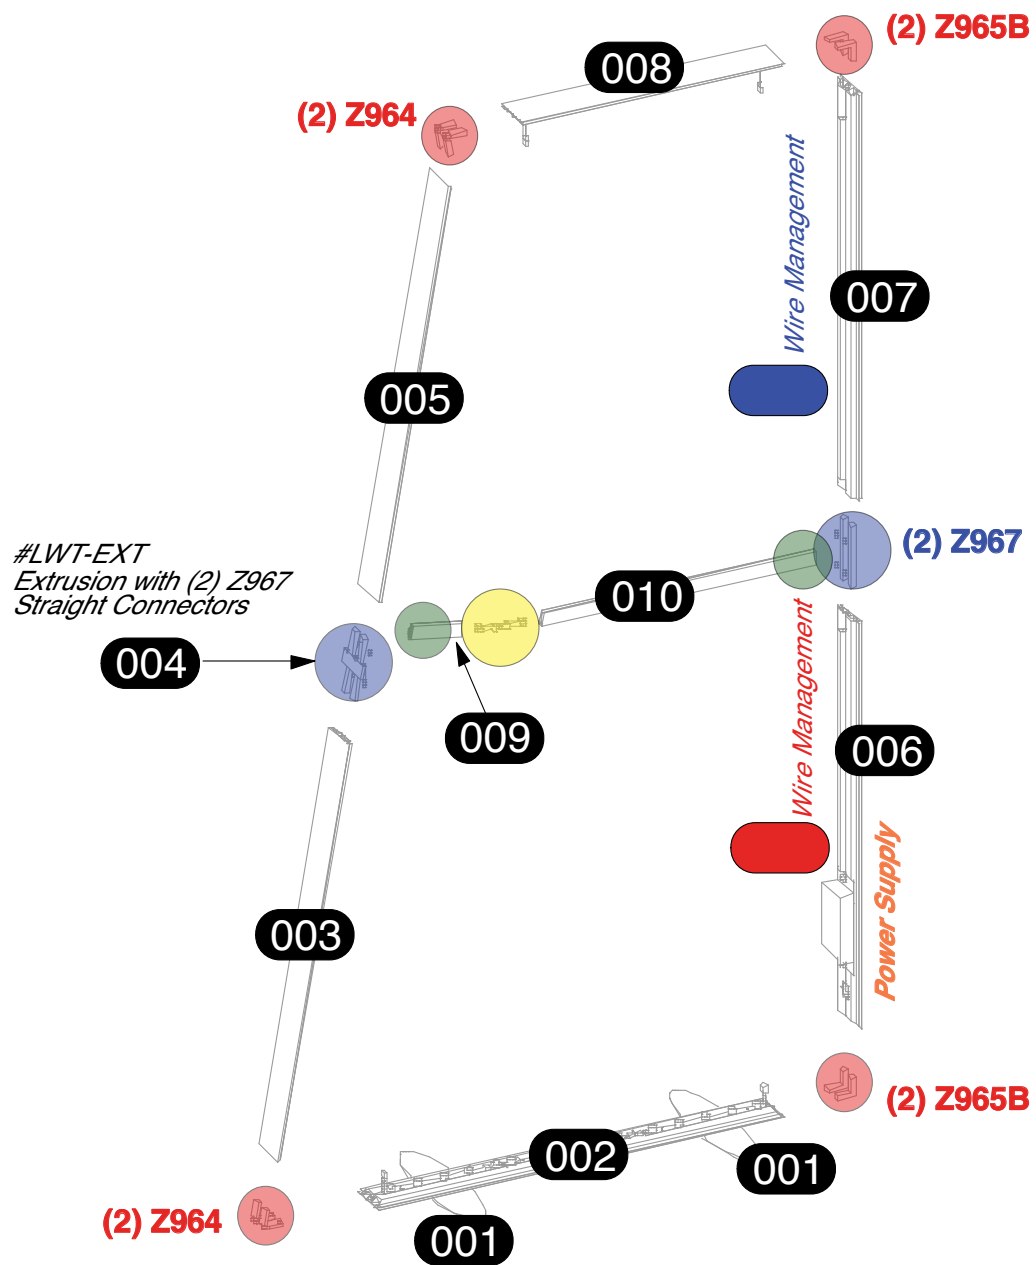 (2) Z965B
008
(2) Z964
Wire Management
007
005
#LWT-EXT
Extrusion with (2) Z967
Straight Connectors
(2) Z967
010
004
009
Wire Management
006
Power Supply
003
(2) Z965B
002
001
(2) Z964
001